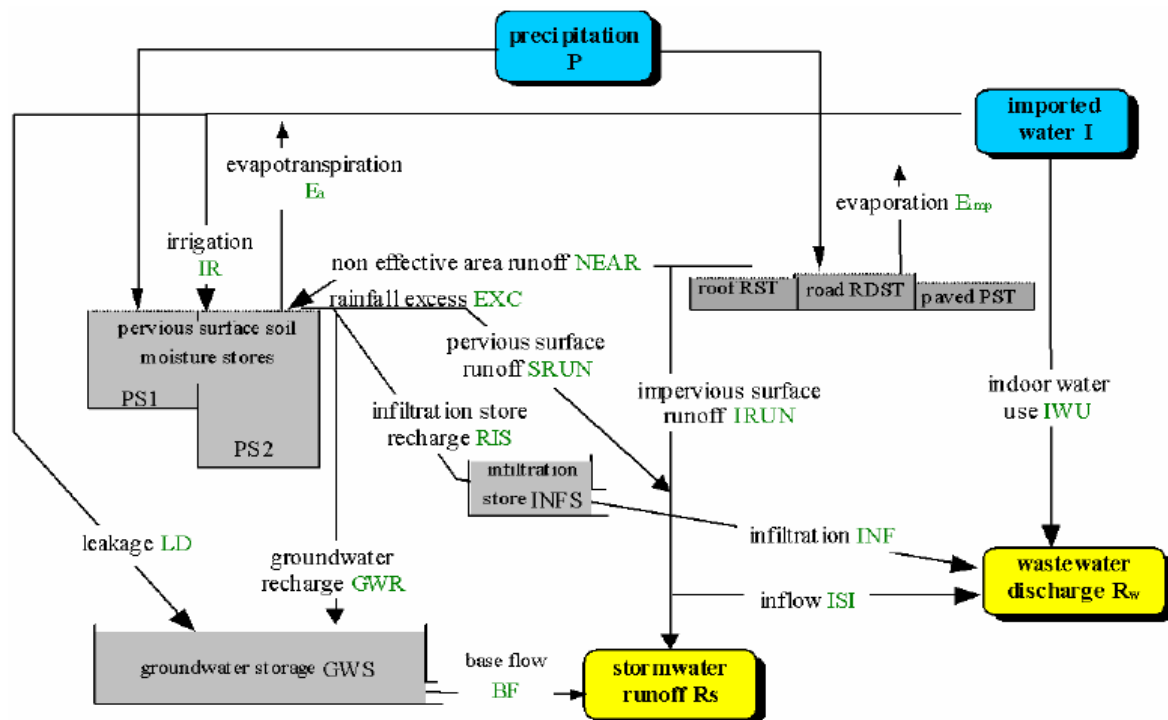 precipitation
P
imported
water I
evapotranspiration
Ea
evaporation Eimp
irrigation
IR
non effective area runoff NEAR
rainfall excess EXC
roof RST
road RDST
paved PST
pervious surface soil
moisture stores
PS1
PS2
pervious surface
runoff SRUN
impervious surface
runoff IRUN
indoor water
use IWU
infiltration store
recharge RIS
infiltration
store INFS
leakage LD
groundwater
recharge GWR
infiltration INF
inflow ISI
wastewater
discharge Rw
groundwater storage GWS
base flow
BF
stormwater
runoff Rs